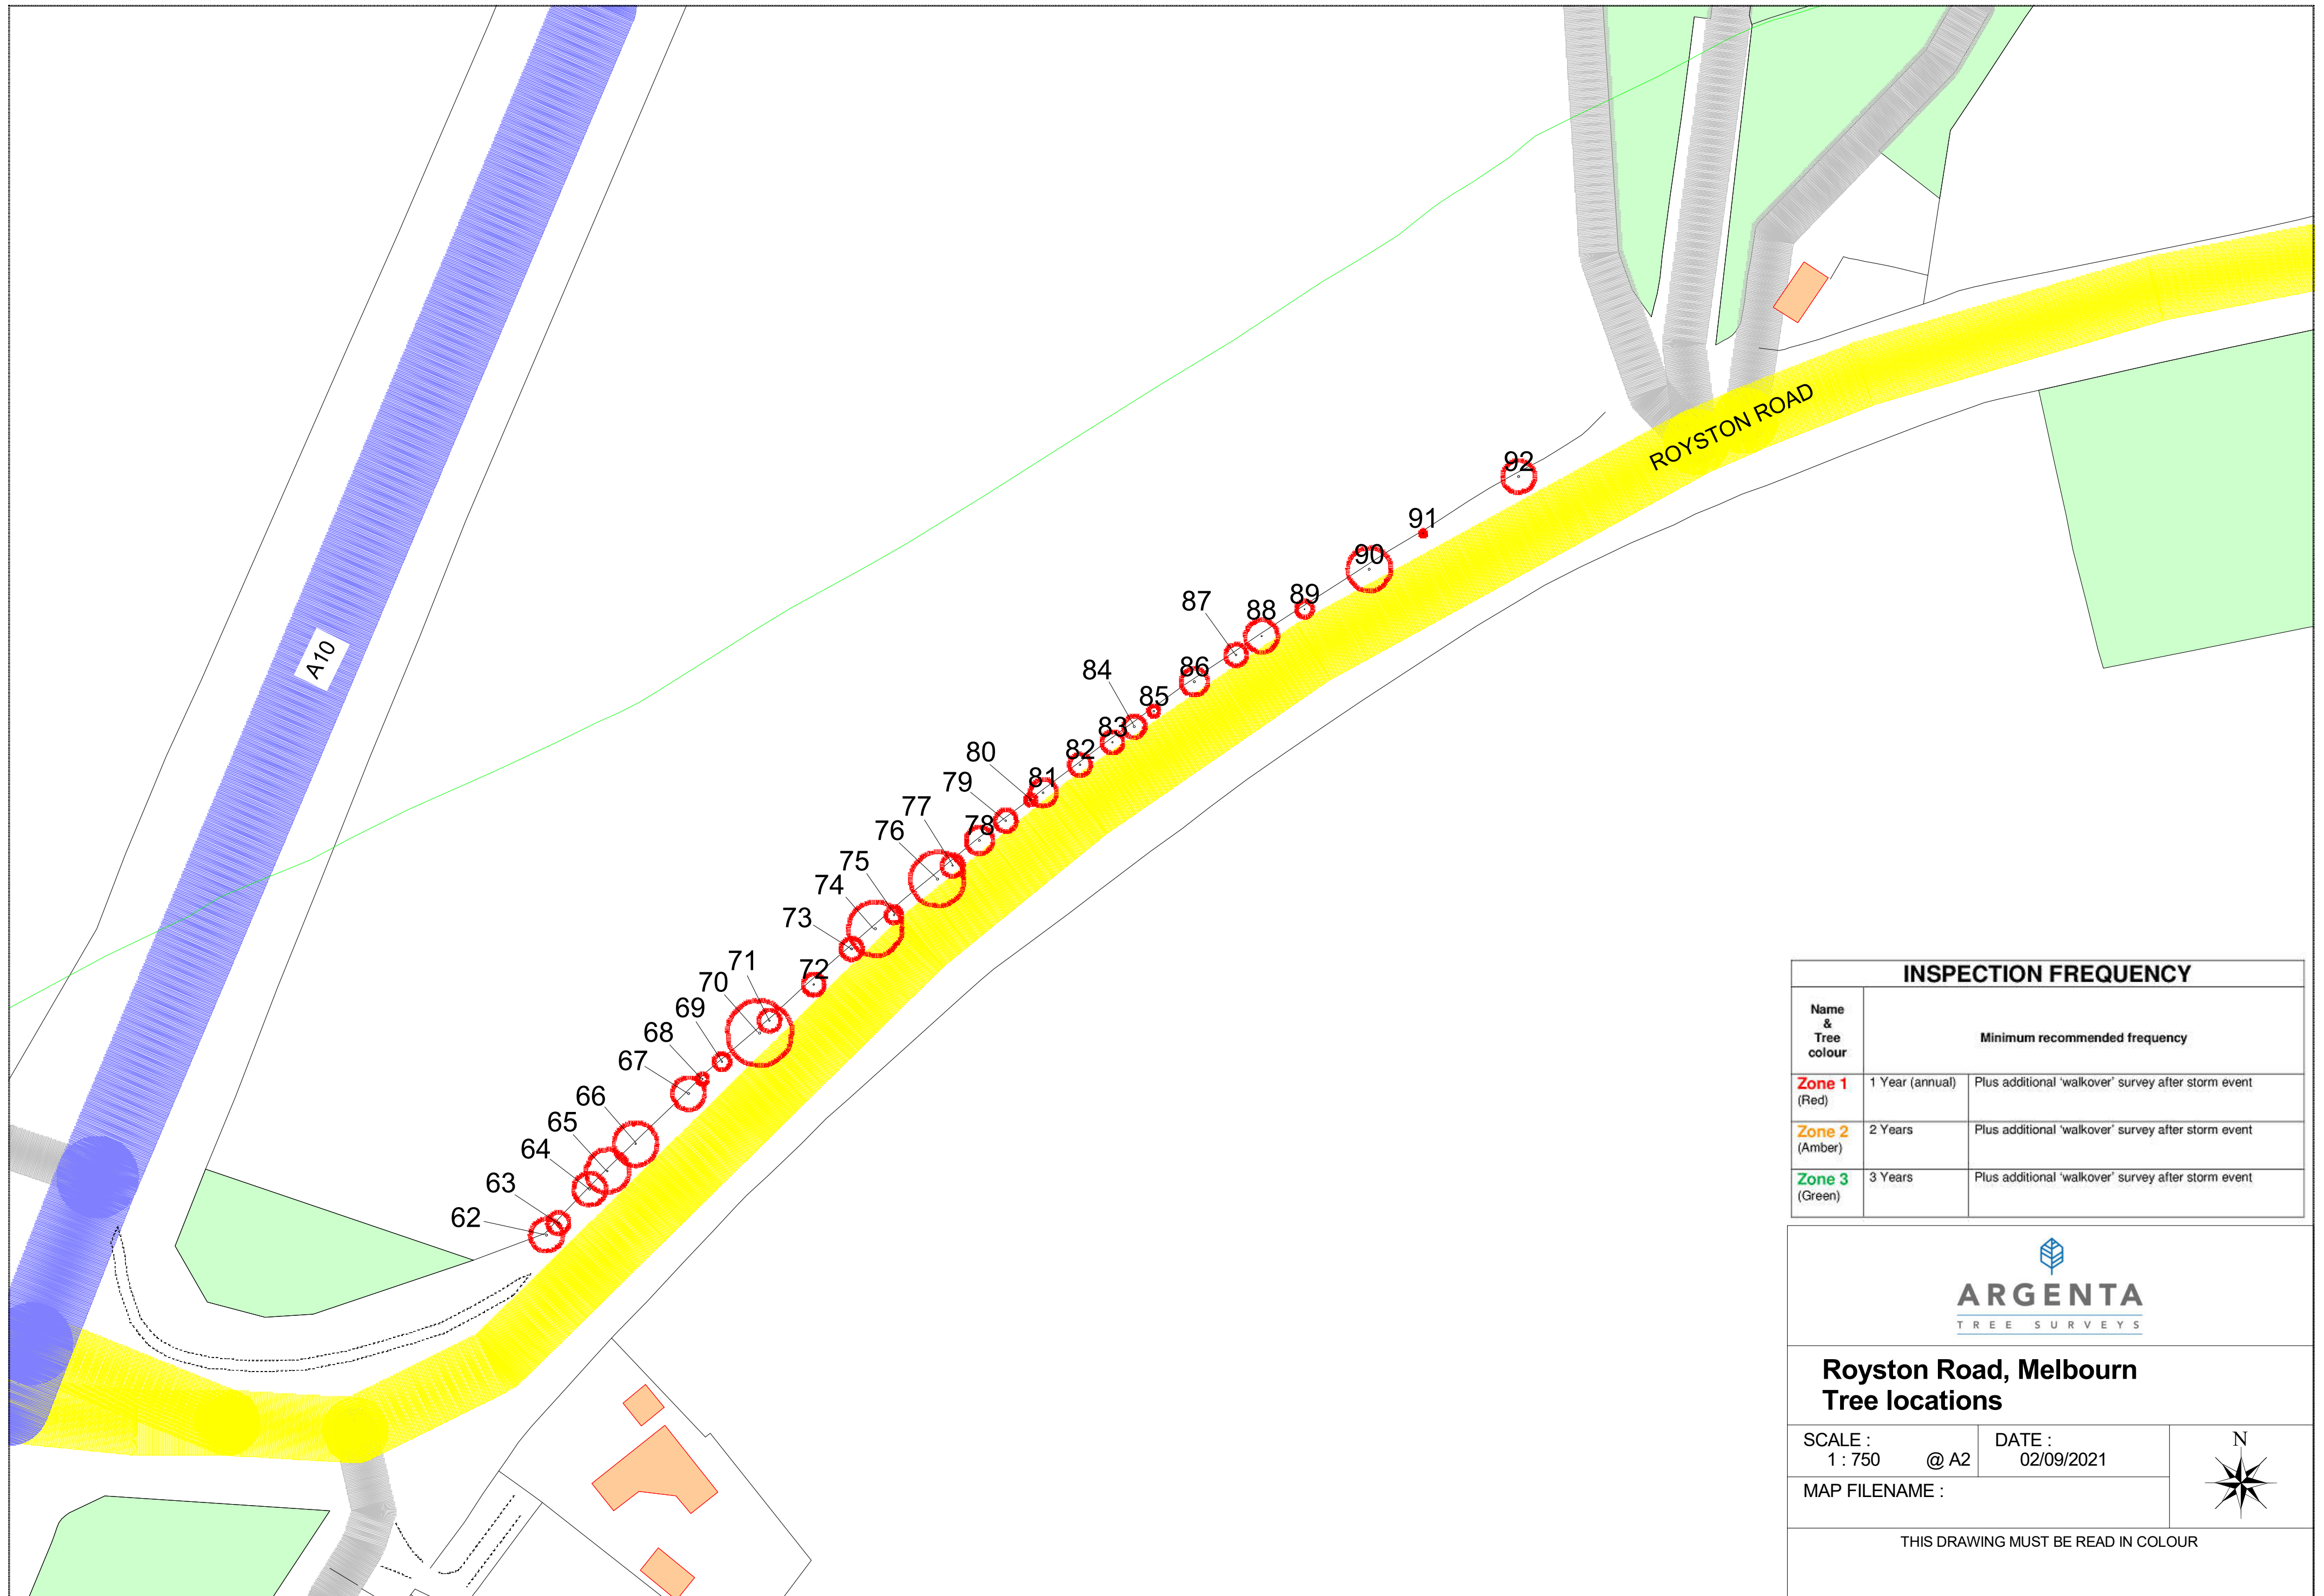 A10
ROYSTON ROAD
92
91
90
89
88
87
86
85
84
83
82
81
80
79
78
77
76
75
74
73
72
71
70
69
68
67
66
65
64
63
62
INSPECTION FREQUENCY
Name
&
Tree
colour
Minimum recommended frequency
Zone 1
(Red)
1 Year (annual)
Plus additional ‘walkover’ survey after storm event
Zone 2
(Amber)
2 Years
Plus additional ‘walkover’ survey after storm event
Zone 3
(Green)
3 Years
Plus additional ‘walkover’ survey after storm event
ARGENTA
TREE SURVEYS
Royston Road, Melbourn
Tree locations
SCALE :
1 : 750 @ A2
DATE :
02/09/2021
MAP FILENAME :
N
THIS DRAWING MUST BE READ IN COLOUR